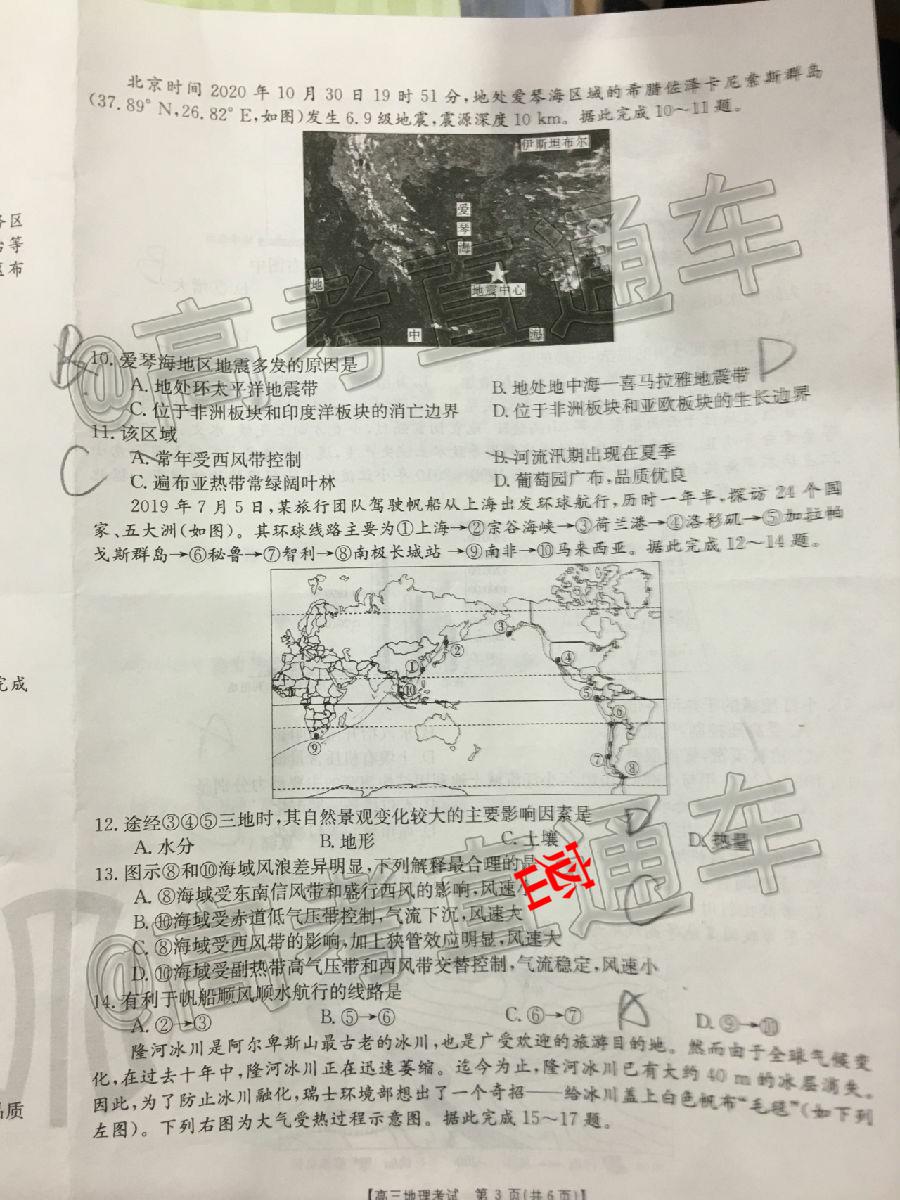 北京时间 2020 年 10 月 30 日 19 时 51 分,地处爱琴海区域的希腊佐泽卡尼索斯群岛
(37.89°N,26.82°E,如图)发生 6.9 级地震,震源深度 10 km。据此完成 10～11 题。
务区
等
布
伊斯坦布尔
爱琴海
地震中心
地 中 海
B
D
10. 爱琴海地区地震多发的原因是
A. 地处环太平洋地震带 B. 地处地中海—喜马拉雅地震带
C. 位于非洲板块和印度洋板块的消亡边界 D. 位于非洲板块和亚欧板块的生长边界
C
11. 该区域
A. 常年受西风带控制 B. 河流汛期出现在夏季
C. 遍布亚热带常绿阔叶林 D. 葡萄园广布,品质优良
2019 年 7 月 5 日,某旅行团队驾驶帆船从上海出发环球航行,历时一年半,探访 24 个国
家、五大洲(如图)。其环球线路主要为①上海→②宗谷海峡→③荷兰港→④洛杉矶→⑤加拉帕
戈斯群岛→⑥秘鲁→⑦智利→⑧南极长城站→⑨南非→⑩马来西亚。据此完成 12～14 题。
完成
③
②
① ④
⑩ ⑤
⑥
⑨ ⑦
⑧
12. 途经③④⑤三地时,其自然景观变化较大的主要影响因素是 D
A. 水分 B. 地形 C. 土壤 D. 热量
13. 图示⑧和⑩海域风浪差异明显,下列解释最合理的是
A. ⑧海域受东南信风带和盛行西风的影响,风速小
密
C
B. ⑩海域受赤道低气压带控制,气流下沉,风速大
C. ⑧海域受西风带的影响,加上狭管效应明显,风速大
D. ⑩海域受副热带高气压带和西风带交替控制,气流稳定,风速小
14. 有利于帆船顺风顺水航行的线路是 A
A. ②→③ B. ⑤→⑥ C. ⑥→⑦ D. ⑨→⑩
隆河冰川是阿尔卑斯山最古老的冰川,也是广受欢迎的旅游目的地。然而由于全球气候变
化,在过去十年中,隆河冰川正在迅速萎缩。迄今为止,隆河冰川已有大约 40 m 的冰层消失。
因此,为了防止冰川融化,瑞士环境部想出了一个奇招——给冰川盖上白色帆布“毛毯”(如下列
左图)。下列右图为大气受热过程示意图。据此完成 15～17 题。
品质
【高三地理考试 第 3 页(共 6 页)】
@高考直通车
@高考直通车